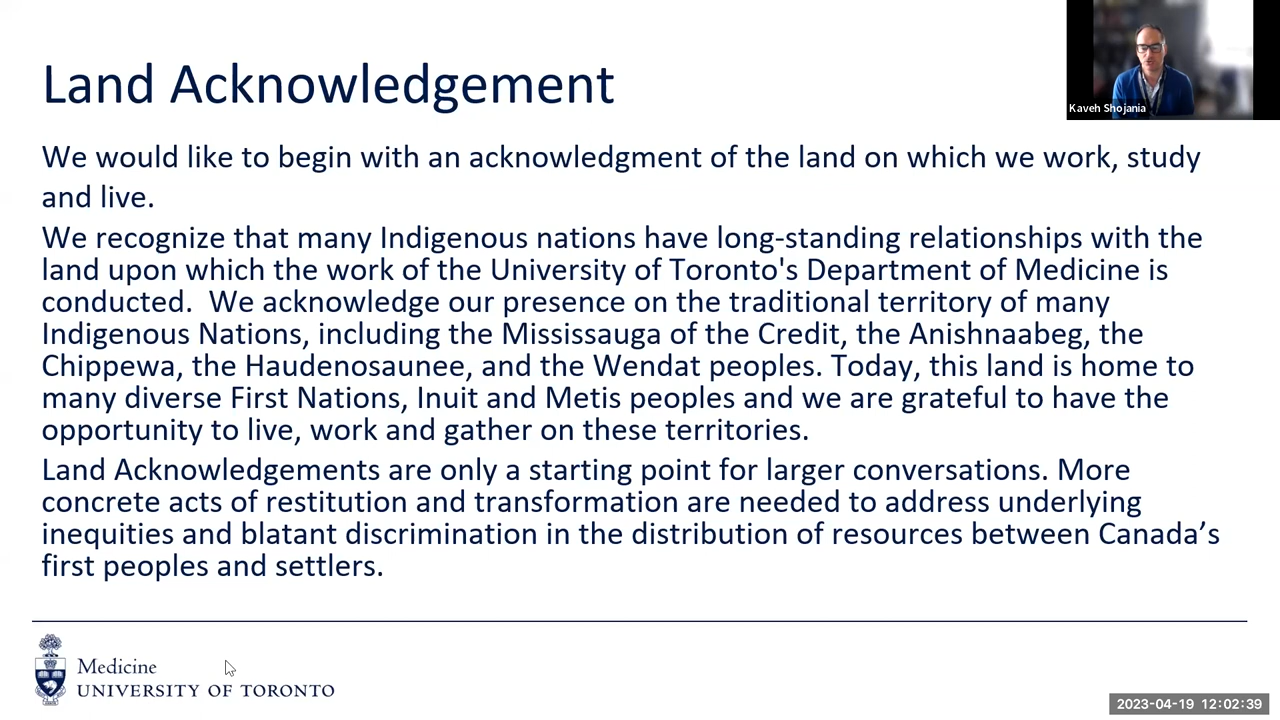 Land Acknowledgement
Kaveh Shojania
We would like to begin with an acknowledgment of the land on which we work, study
and live.
We recognize that many Indigenous nations have long-standing relationships with the
land upon which the work of the University of Toronto's Department of Medicine is
conducted.  We acknowledge our presence on the traditional territory of many
Indigenous Nations, including the Mississauga of the Credit, the Anishnaabeg, the
Chippewa, the Haudenosaunee, and the Wendat peoples. Today, this land is home to
many diverse First Nations, Inuit and Metis peoples and we are grateful to have the
opportunity to live, work and gather on these territories.
Land Acknowledgements are only a starting point for larger conversations. More
concrete acts of restitution and transformation are needed to address underlying
inequities and blatant discrimination in the distribution of resources between Canada’s
first peoples and settlers.
Medicine
UNIVERSITY OF TORONTO
2023-04-19 12:02:39